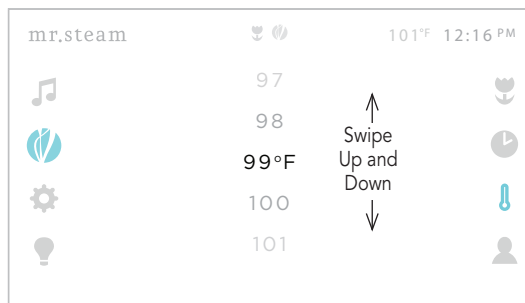 mr.steam
101°F 12:16 PM
97
98
99°F
100
101
Swipe
Up and
Down